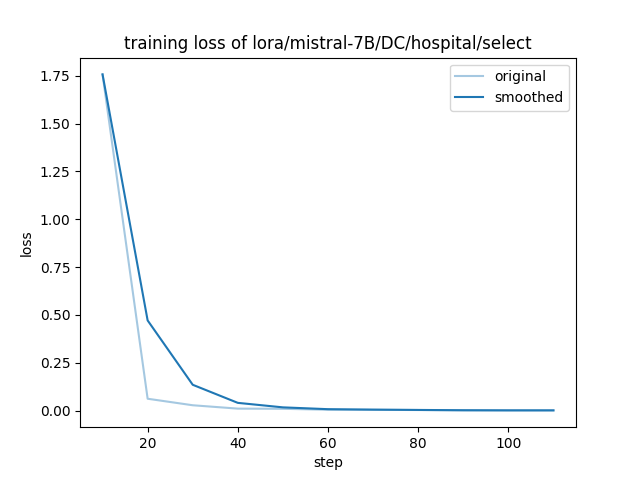 training loss of lora/mistral-7B/DC/hospital/select
original
smoothed
1.75
1.50
1.25
1.00
0.75
0.50
0.25
0.00
loss
20 40 60 80 100
step